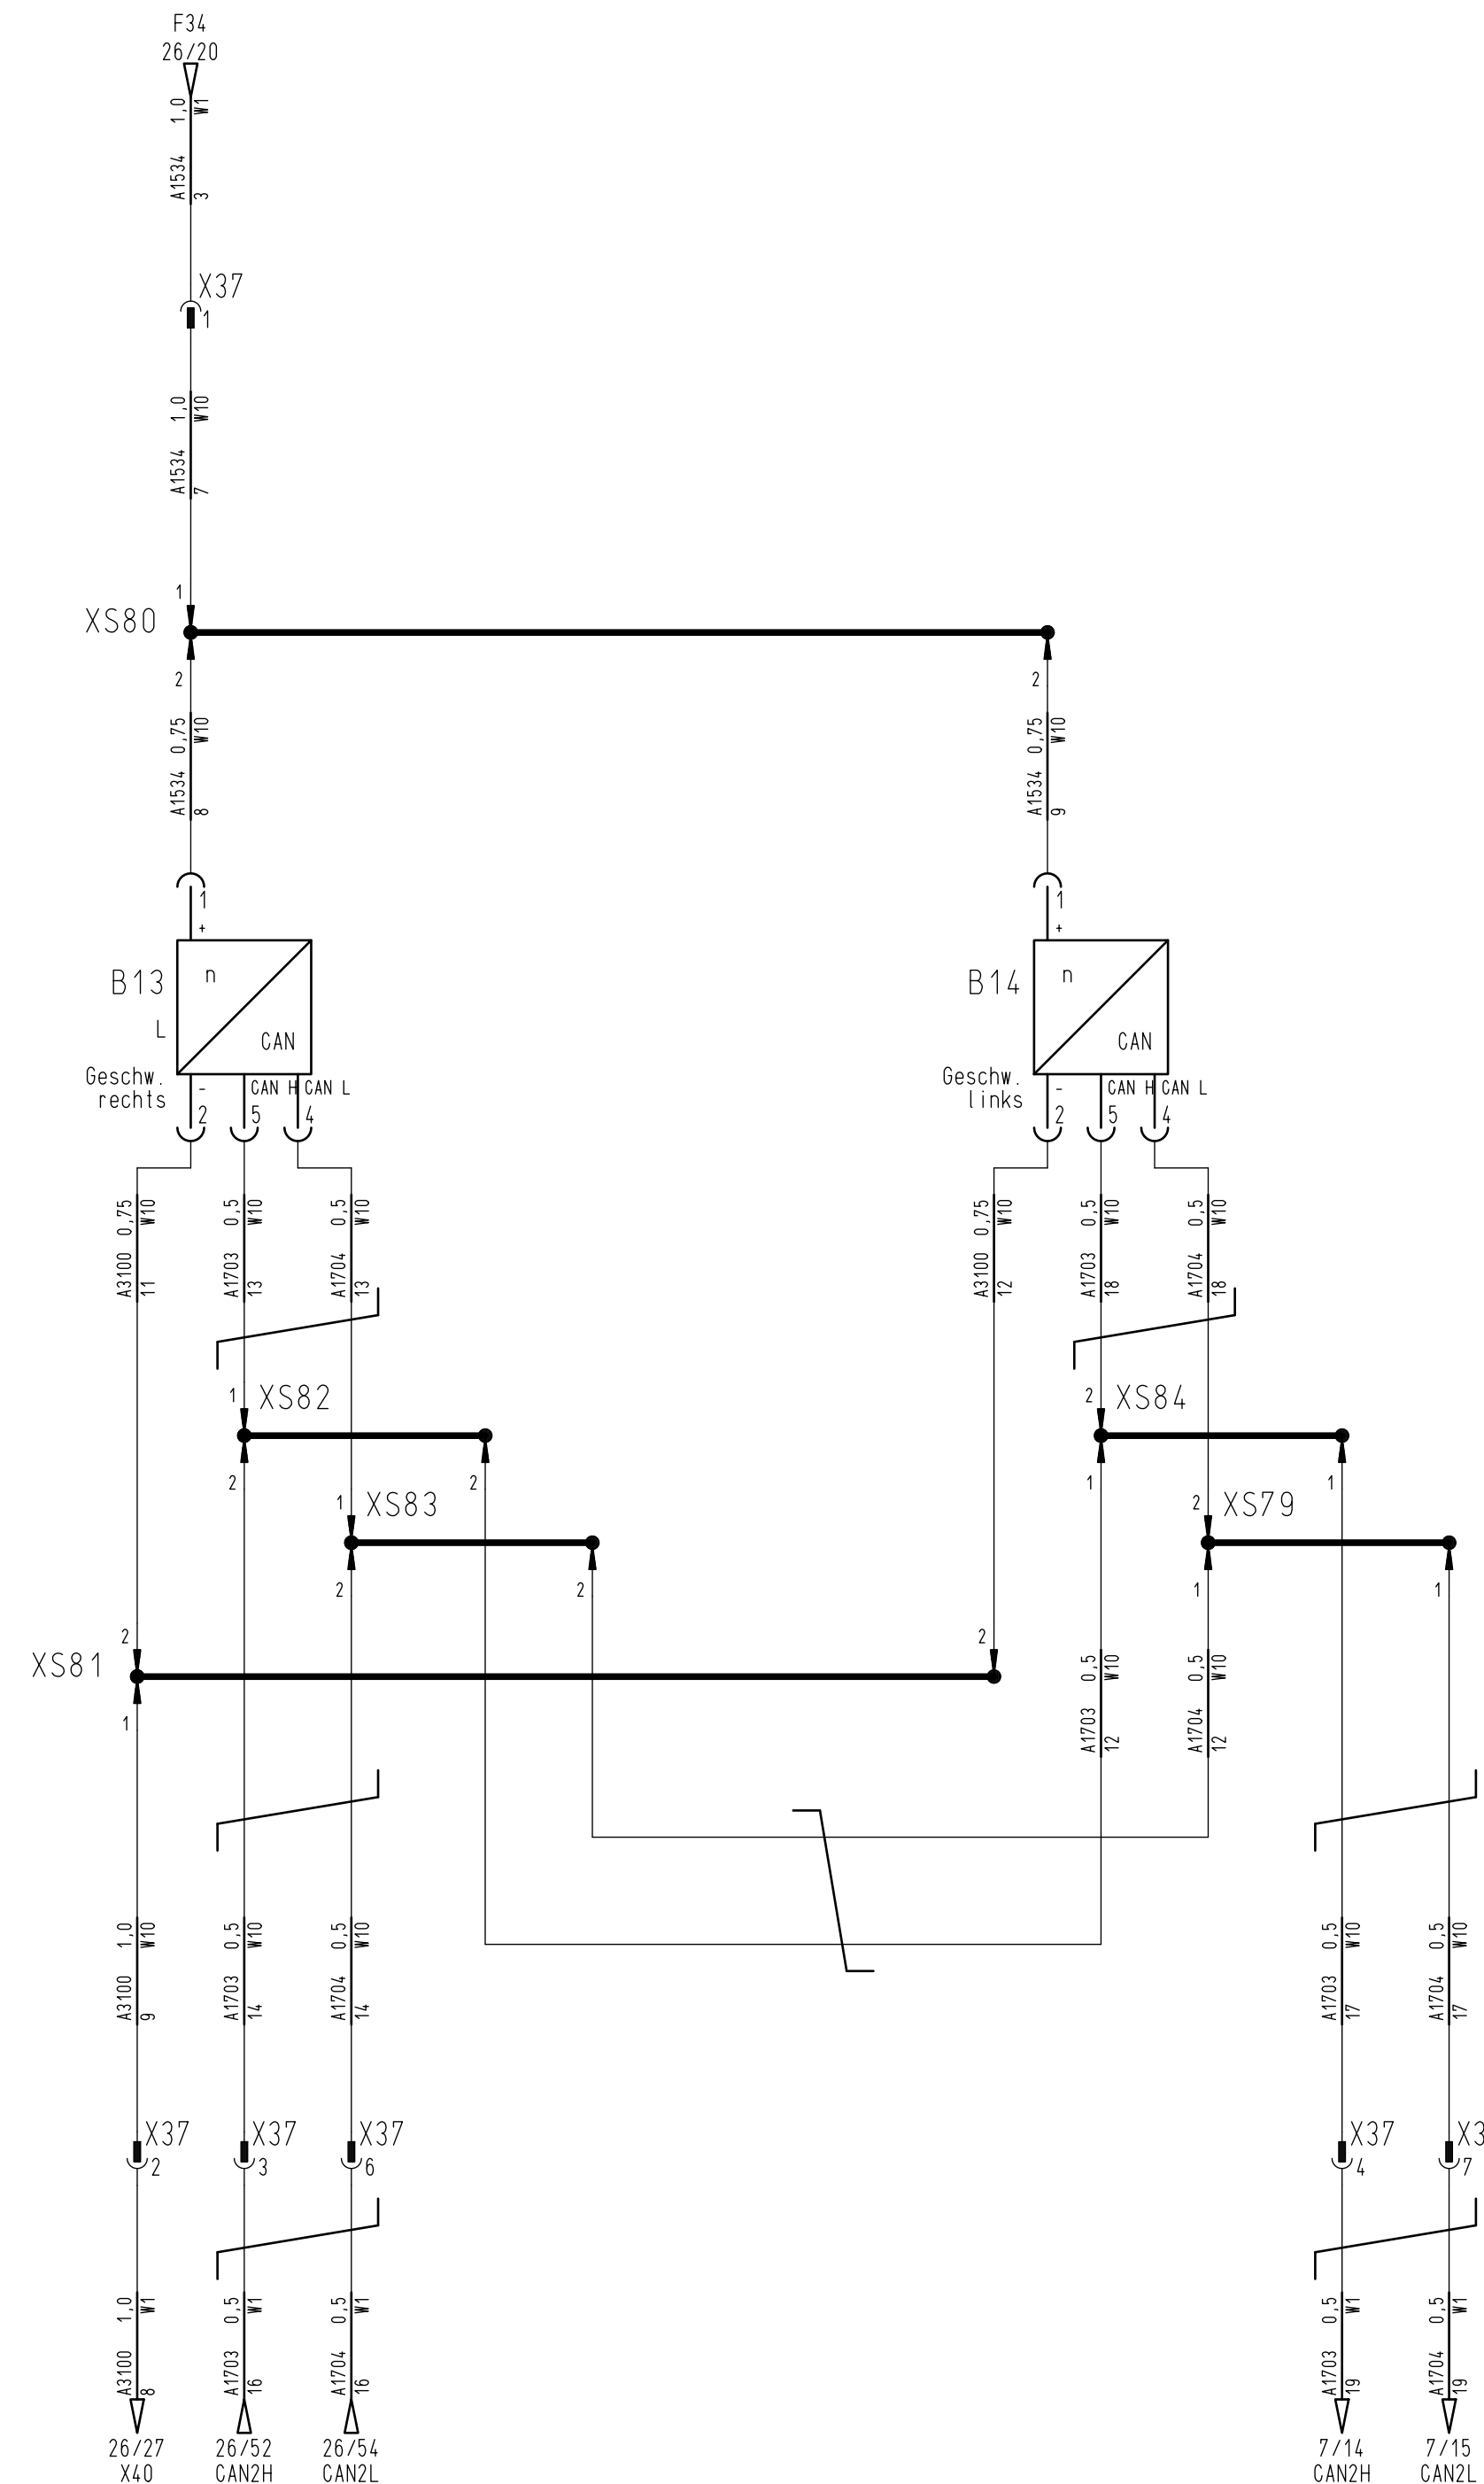 F34
26/20
A1534 1,0
3 W1
X37
1
A1534 1,0
7 W10
1
XS80
2
2
A1534 0,75
8 W10
A1534 0,75
9 W10
1
+
1
+
B13
n
L
CAN
B14
n
CAN
Geschw.
rechts
-
CAN H
CAN L
2
5
4
Geschw.
links
-
CAN H
CAN L
2
5
4
A3100 0,75
11 W10
A1703 0,5
13 W10
A1704 0,5
13 W10
A3100 0,75
12 W10
A1703 0,5
18 W10
A1704 0,5
18 W10
1
XS82
2
XS84
2
2
1
1
1
XS83
2
XS79
2
2
1
1
2
2
XS81
1
A1703 0,5
12 W10
A1704 0,5
12 W10
A3100 1,0
9 W10
A1703 0,5
14 W10
A1704 0,5
14 W10
A1703 0,5
17 W10
A1704 0,5
17 W10
X37
2
X37
3
X37
6
X37
4
X3
7
A3100 1,0
8 W1
A1703 0,5
16 W1
A1704 0,5
16 W1
A1703 0,5
19 W1
A1704 0,5
19 W1
26/27
X40
26/52
CAN2H
26/54
CAN2L
7/14
CAN2H
7/15
CAN2L